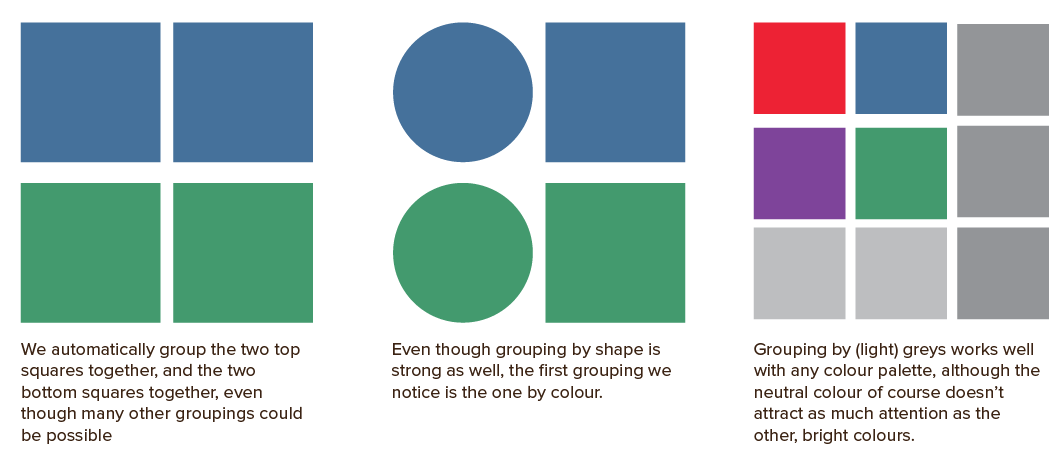 We automatically group the two top
squares together, and the two
bottom squares together, even
though many other groupings could
be possible
Even though grouping by shape is
strong as well, the first grouping we
notice is the one by colour.
Grouping by (light) greys works well
with any colour palette, although the
neutral colour of course doesn’t
attract as much attention as the
other, bright colours.